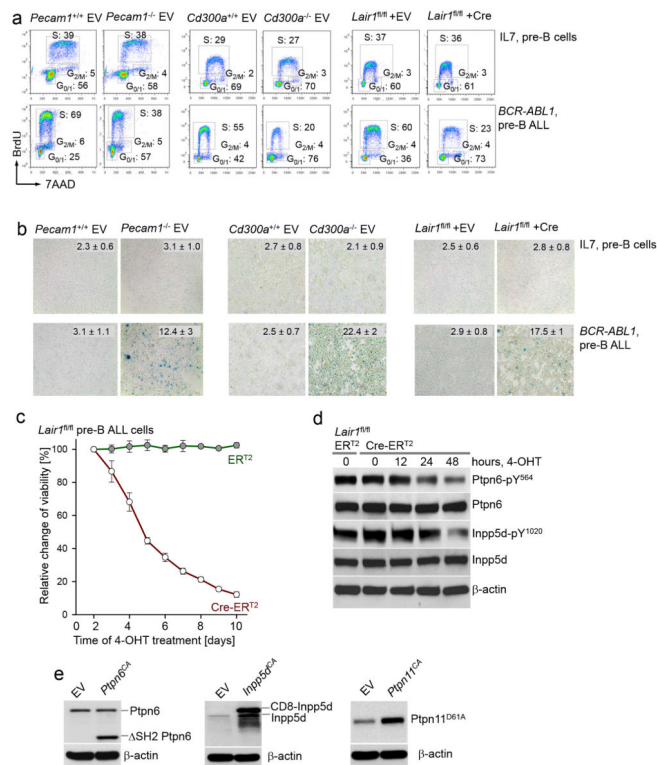 a
Pecam1+/+ EV Pecam1-/- EV Cd300a+/+ EV Cd300a-/- EV Lair1fl/fl +EV Lair1fl/fl +Cre
S: 39 S: 38 S: 29 S: 27 S: 37 S: 36 IL7, pre-B cells
G2/M: 5 G2/M: 4 G2/M: 2 G2/M: 3 G2/M: 3 G2/M: 3
G0/1: 56 G0/1: 58 G0/1: 69 G0/1: 70 G0/1: 60 G0/1: 61
S: 69 S: 38 S: 55 S: 20 S: 60 S: 23 BCR-ABL1,
pre-B ALL
G2/M: 6 G2/M: 5 G2/M: 4 G2/M: 4 G2/M: 4 G2/M: 4
G0/1: 25 G0/1: 57 G0/1: 42 G0/1: 76 G0/1: 36 G0/1: 73
BrdU
7AAD
b
Pecam1+/+ EV Pecam1-/- EV Cd300a+/+ EV Cd300a-/- EV Lair1fl/fl +EV Lair1fl/fl +Cre
2.3 ± 0.6 3.1 ± 1.0 2.7 ± 0.8 2.1 ± 0.9 2.5 ± 0.6 2.8 ± 0.8 IL7, pre-B cells
3.1 ± 1.1 12.4 ± 3 2.5 ± 0.7 22.4 ± 2 2.9 ± 0.8 17.5 ± 1 BCR-ABL1,
pre-B ALL
c
Lair1fl/fl pre-B ALL cells
Relative change of viability [%]
100
80
60
40
20
0
ERT2
Cre-ERT2
0 2 4 6 8 10
Time of 4-OHT treatment [days]
d
Lair1fl/fl
ERT2 Cre-ERT2
0 0 12 24 48 hours, 4-OHT
Ptpn6-pY564
Ptpn6
Inpp5d-pY1020
Inpp5d
β-actin
e
EV Ptpn6CA
Ptpn6
ΔSH2 Ptpn6
β-actin
EV Inpp5dCA
CD8-Inpp5d
Inpp5d
β-actin
EV Ptpn11CA
Ptpn11D61A
β-actin